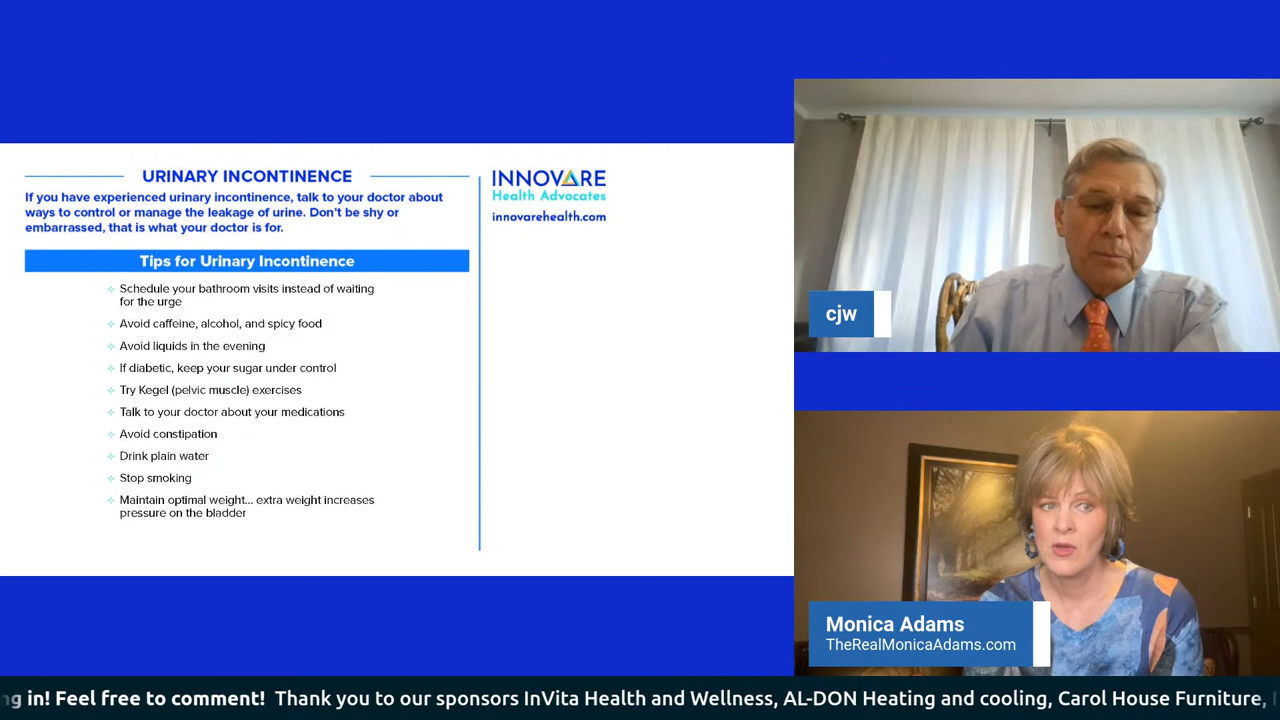 URINARY INCONTINENCE
If you have experienced urinary incontinence, talk to your doctor about
ways to control or manage the leakage of urine. Don't be shy or
embarrassed, that is what your doctor is for.
Tips for Urinary Incontinence
Schedule your bathroom visits instead of waiting
for the urge
Avoid caffeine, alcohol, and spicy food
Avoid liquids in the evening
If diabetic, keep your sugar under control
Try Kegel (pelvic muscle) exercises
Talk to your doctor about your medications
Avoid constipation
Drink plain water
Stop smoking
Maintain optimal weight... extra weight increases
pressure on the bladder
INNOVARE
Health Advocates
innovarehealth.com
cjw
Monica Adams
TheRealMonicaAdams.com
ng in! Feel free to comment! Thank you to our sponsors InVita Health and Wellness, AL-DON Heating and cooling, Carol House Furniture,